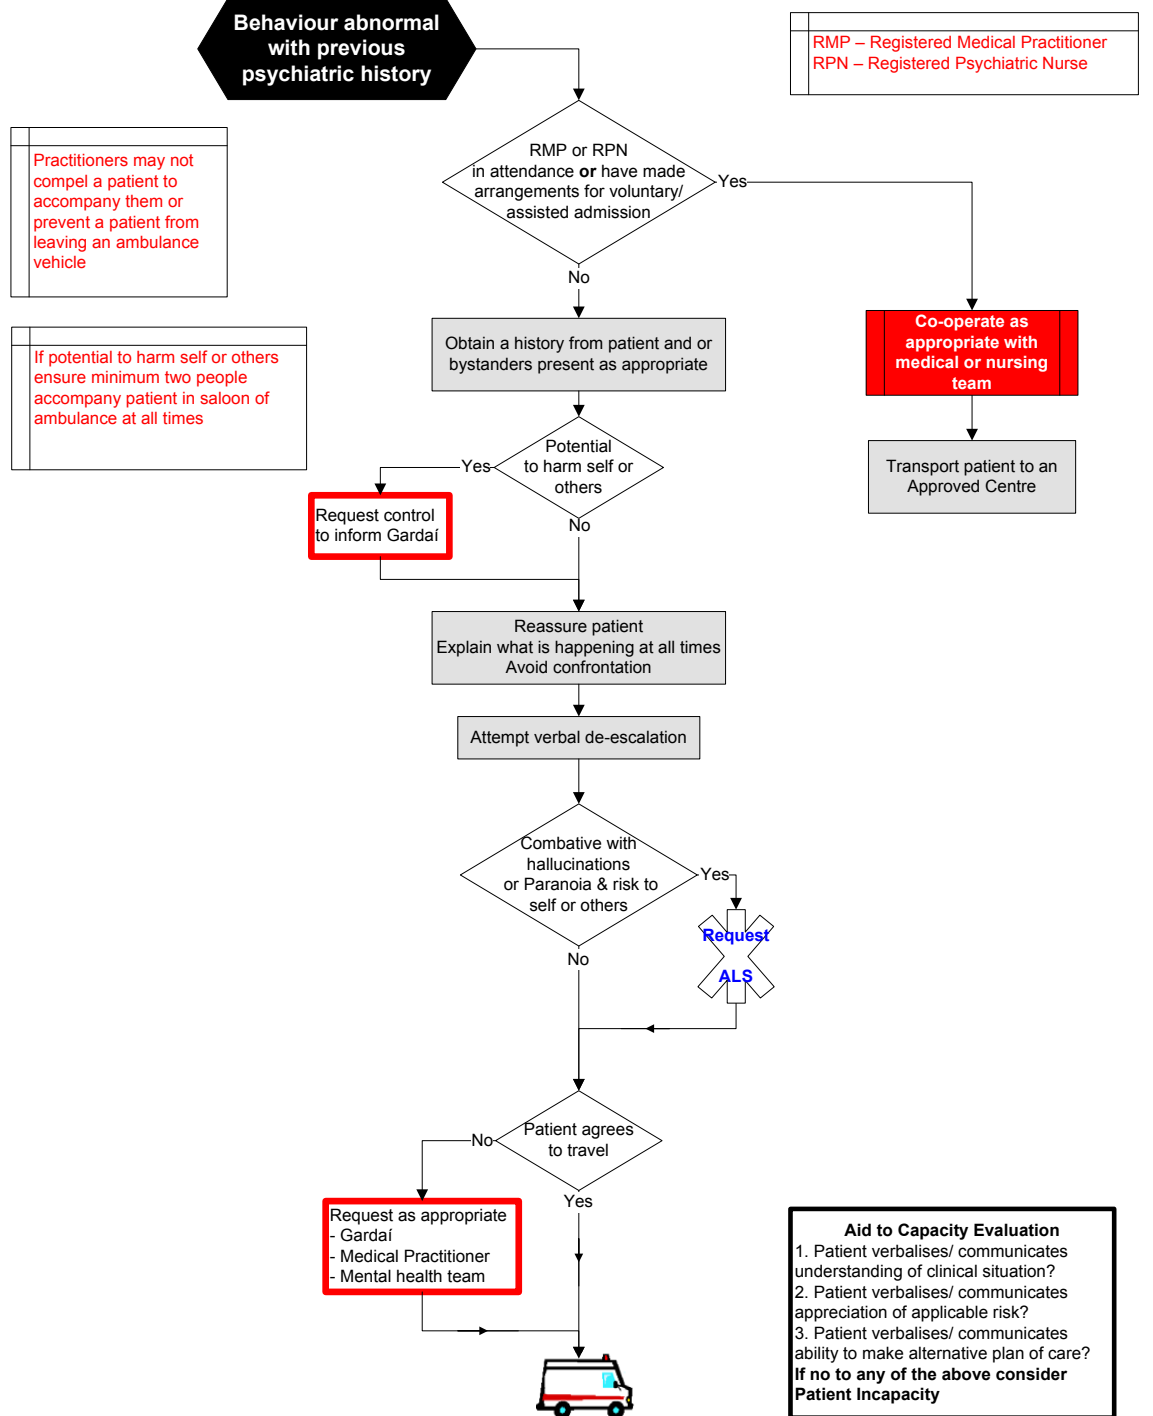 Behaviour abnormal
with previous
psychiatric history
RMP – Registered Medical Practitioner
RPN – Registered Psychiatric Nurse
Practitioners may not
compel a patient to
accompany them or
prevent a patient from
leaving an ambulance
vehicle
RMP or RPN
in attendance or have made
arrangements for voluntary/
assisted admission
Yes
No
If potential to harm self or others
ensure minimum two people
accompany patient in saloon of
ambulance at all times
Obtain a history from patient and or
bystanders present as appropriate
Co-operate as
appropriate with
medical or nursing
team
Potential
to harm self or
others
Yes
No
Transport patient to an
Approved Centre
Request control
to inform Gardaí
Reassure patient
Explain what is happening at all times
Avoid confrontation
Attempt verbal de-escalation
Combative with
hallucinations
or Paranoia & risk to
self or others
Yes
No
Request
ALS
Patient agrees
to travel
No
Yes
Request as appropriate
- Gardaí
- Medical Practitioner
- Mental health team
Aid to Capacity Evaluation
1. Patient verbalises/ communicates
understanding of clinical situation?
2. Patient verbalises/ communicates
appreciation of applicable risk?
3. Patient verbalises/ communicates
ability to make alternative plan of care?
If no to any of the above consider
Patient Incapacity